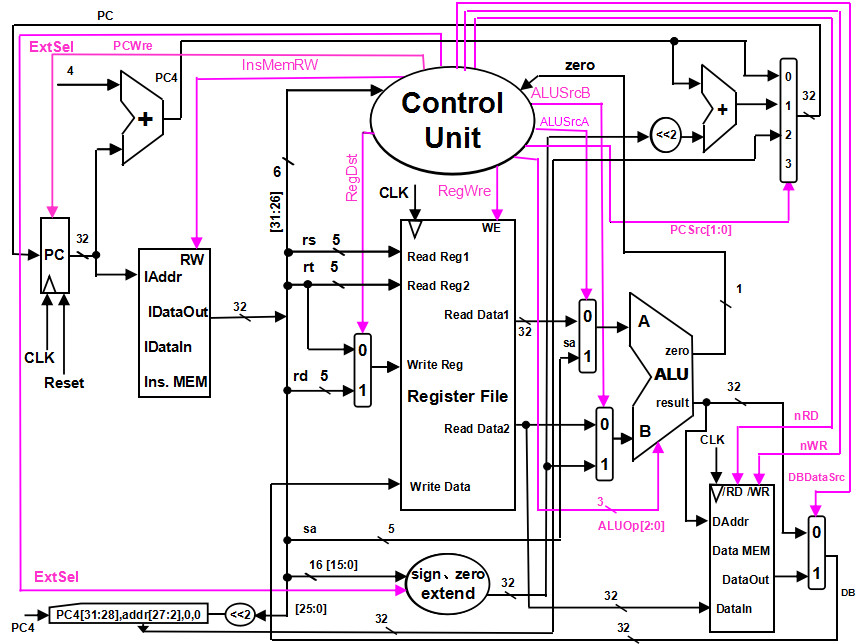 PC
ExtSel
PCWre
InsMemRW
4
PC4
+
Control
Unit
zero
ALUSrcB
ALUSrcA
<<2
+
0
1
2
3
32
6
[31:26]
RegDst
CLK
RegWre
PCSrc[1:0]
PC
32
CLK
Reset
RW
IAddr
IDataOut
IDataIn
Ins. MEM
32
rs 5
rt 5
rd 5
0
1
WE
Read Reg1
Read Reg2
Read Data1
Write Reg
Register File
Read Data2
Write Data
32
sa
0
1
0
1
A
zero
ALU
result
B
1
32
3
ALUOp[2:0]
nRD
nWR
DBDataSrc
CLK
/RD /WR
DAddr
Data MEM
DataOut
DataIn
0
1
DB
sa
5
16 [15:0]
sign、zero
extend
32
ExtSel
PC4
PC4[31:28],addr[27:2],0,0
<<2
[25:0]
32
32
32